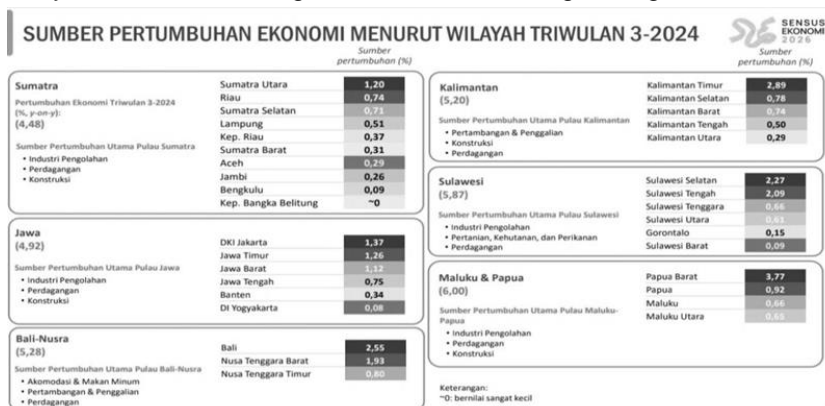 SUMBER PERTUMBUHAN EKONOMI MENURUT WILAYAH TRIWULAN 3-2024
SENSUS
EKONOMI
2026
Sumber
pertumbuhan (%)
Sumatra
Pertumbuhan Ekonomi Triwulan 3-2024
(%, y-on-y):
(4,48)
Sumber Pertumbuhan Utama Pulau Sumatra
• Industri Pengolahan
• Perdagangan
• Konstruksi
Sumatra Utara 1,20
Riau 0,74
Sumatra Selatan 0,71
Lampung 0,51
Kep. Riau 0,37
Sumatra Barat 0,31
Aceh 0,29
Jambi 0,26
Bengkulu 0,09
Kep. Bangka Belitung ~0
Jawa
(4,92)
Sumber Pertumbuhan Utama Pulau Jawa
• Industri Pengolahan
• Perdagangan
• Konstruksi
DKI Jakarta 1,37
Jawa Timur 1,26
Jawa Barat 1,12
Jawa Tengah 0,75
Banten 0,34
DI Yogyakarta 0,08
Bali-Nusra
(5,28)
Sumber Pertumbuhan Utama Pulau Bali-Nusra
• Akomodasi & Makan Minum
• Pertambangan & Penggalian
• Perdagangan
Bali 2,55
Nusa Tenggara Barat 1,93
Nusa Tenggara Timur 0,80
Sumber
pertumbuhan (%)
Kalimantan
(5,20)
Sumber Pertumbuhan Utama Pulau Kalimantan
• Pertambangan & Penggalian
• Konstruksi
• Perdagangan
Kalimantan Timur 2,89
Kalimantan Selatan 0,78
Kalimantan Barat 0,74
Kalimantan Tengah 0,50
Kalimantan Utara 0,29
Sulawesi
(5,87)
Sumber Pertumbuhan Utama Pulau Sulawesi
• Industri Pengolahan
• Pertanian, Kehutanan, dan Perikanan
• Perdagangan
Sulawesi Selatan 2,27
Sulawesi Tengah 2,09
Sulawesi Tenggara 0,66
Sulawesi Utara 0,61
Gorontalo 0,15
Sulawesi Barat 0,09
Maluku & Papua
(6,00)
Sumber Pertumbuhan Utama Pulau Maluku-
Papua
• Industri Pengolahan
• Perdagangan
• Konstruksi
Papua Barat 3,77
Papua 0,92
Maluku 0,66
Maluku Utara 0,65
Keterangan:
~0: bernilai sangat kecil